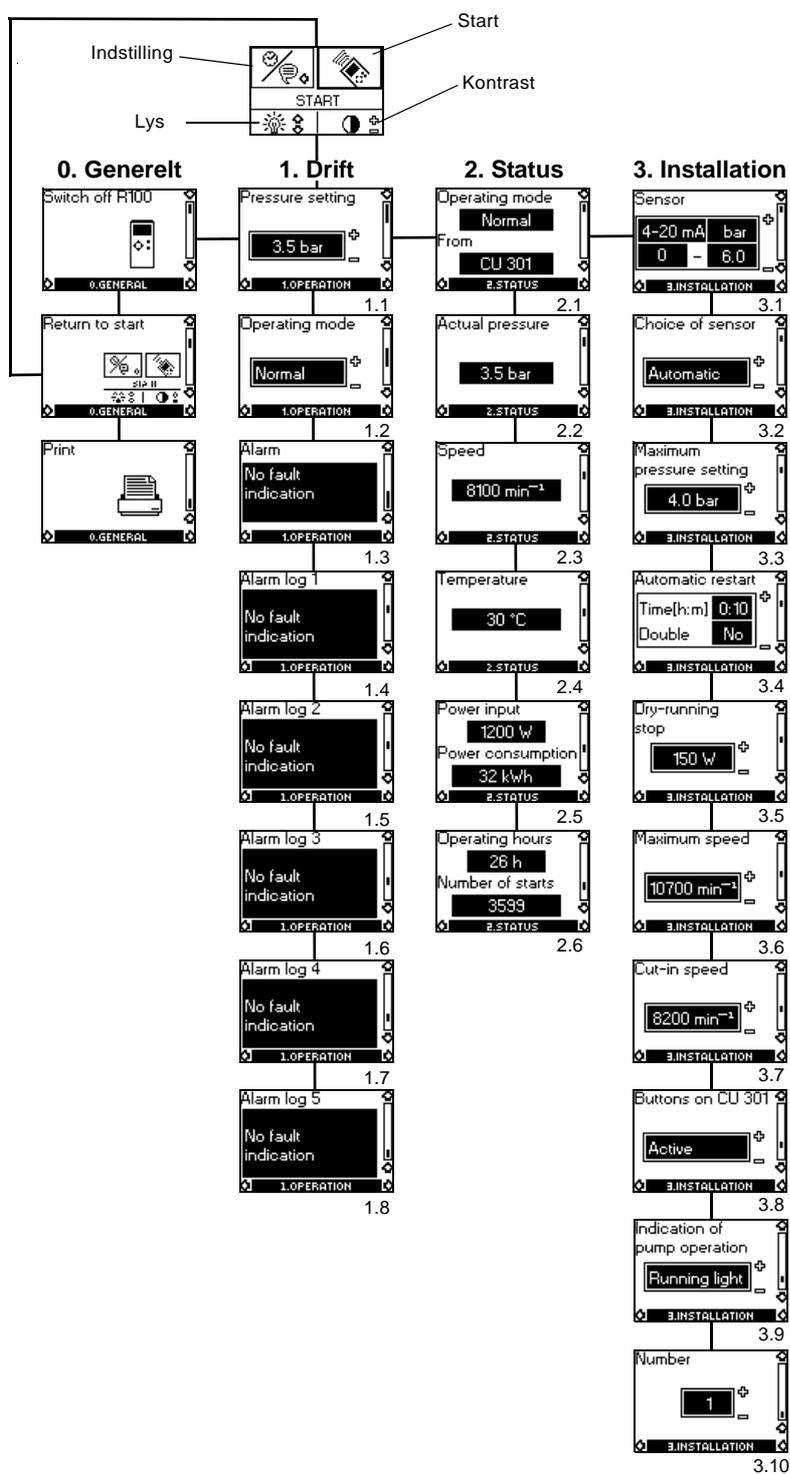 Start
Indstilling
Kontrast
START
Lys
0. Generelt
Switch off R100
0.GENERAL
Return to start
0.GENERAL
Print
0.GENERAL
1. Drift
Pressure setting
3.5 bar
1.OPERATION
1.1
Operating mode
Normal
1.OPERATION
1.2
Alarm
No fault
indication
1.OPERATION
1.3
Alarm log 1
No fault
indication
1.OPERATION
1.4
Alarm log 2
No fault
indication
1.OPERATION
1.5
Alarm log 3
No fault
indication
1.OPERATION
1.6
Alarm log 4
No fault
indication
1.OPERATION
1.7
Alarm log 5
No fault
indication
1.OPERATION
1.8
2. Status
Operating mode
Normal
From
CU 301
2.STATUS
2.1
Actual pressure
3.5 bar
2.STATUS
2.2
Speed
8100 min⁻¹
2.STATUS
2.3
Temperature
30 °C
2.STATUS
2.4
Power input
1200 W
Power consumption
32 kWh
2.STATUS
2.5
Operating hours
26 h
Number of starts
3599
2.STATUS
2.6
3. Installation
Sensor
4-20 mA bar
0 – 6.0
3.INSTALLATION
3.1
Choice of sensor
Automatic
3.INSTALLATION
3.2
Maximum
pressure setting
4.0 bar
3.INSTALLATION
3.3
Automatic restart
Time[h:m] 0:10
Double No
3.INSTALLATION
3.4
Dry-running
stop
150 W
3.INSTALLATION
3.5
Maximum speed
10700 min⁻¹
3.INSTALLATION
3.6
Cut-in speed
8200 min⁻¹
3.INSTALLATION
3.7
Buttons on CU 301
Active
3.INSTALLATION
3.8
Indication of
pump operation
Running light
3.INSTALLATION
3.9
Number
1
3.INSTALLATION
3.10